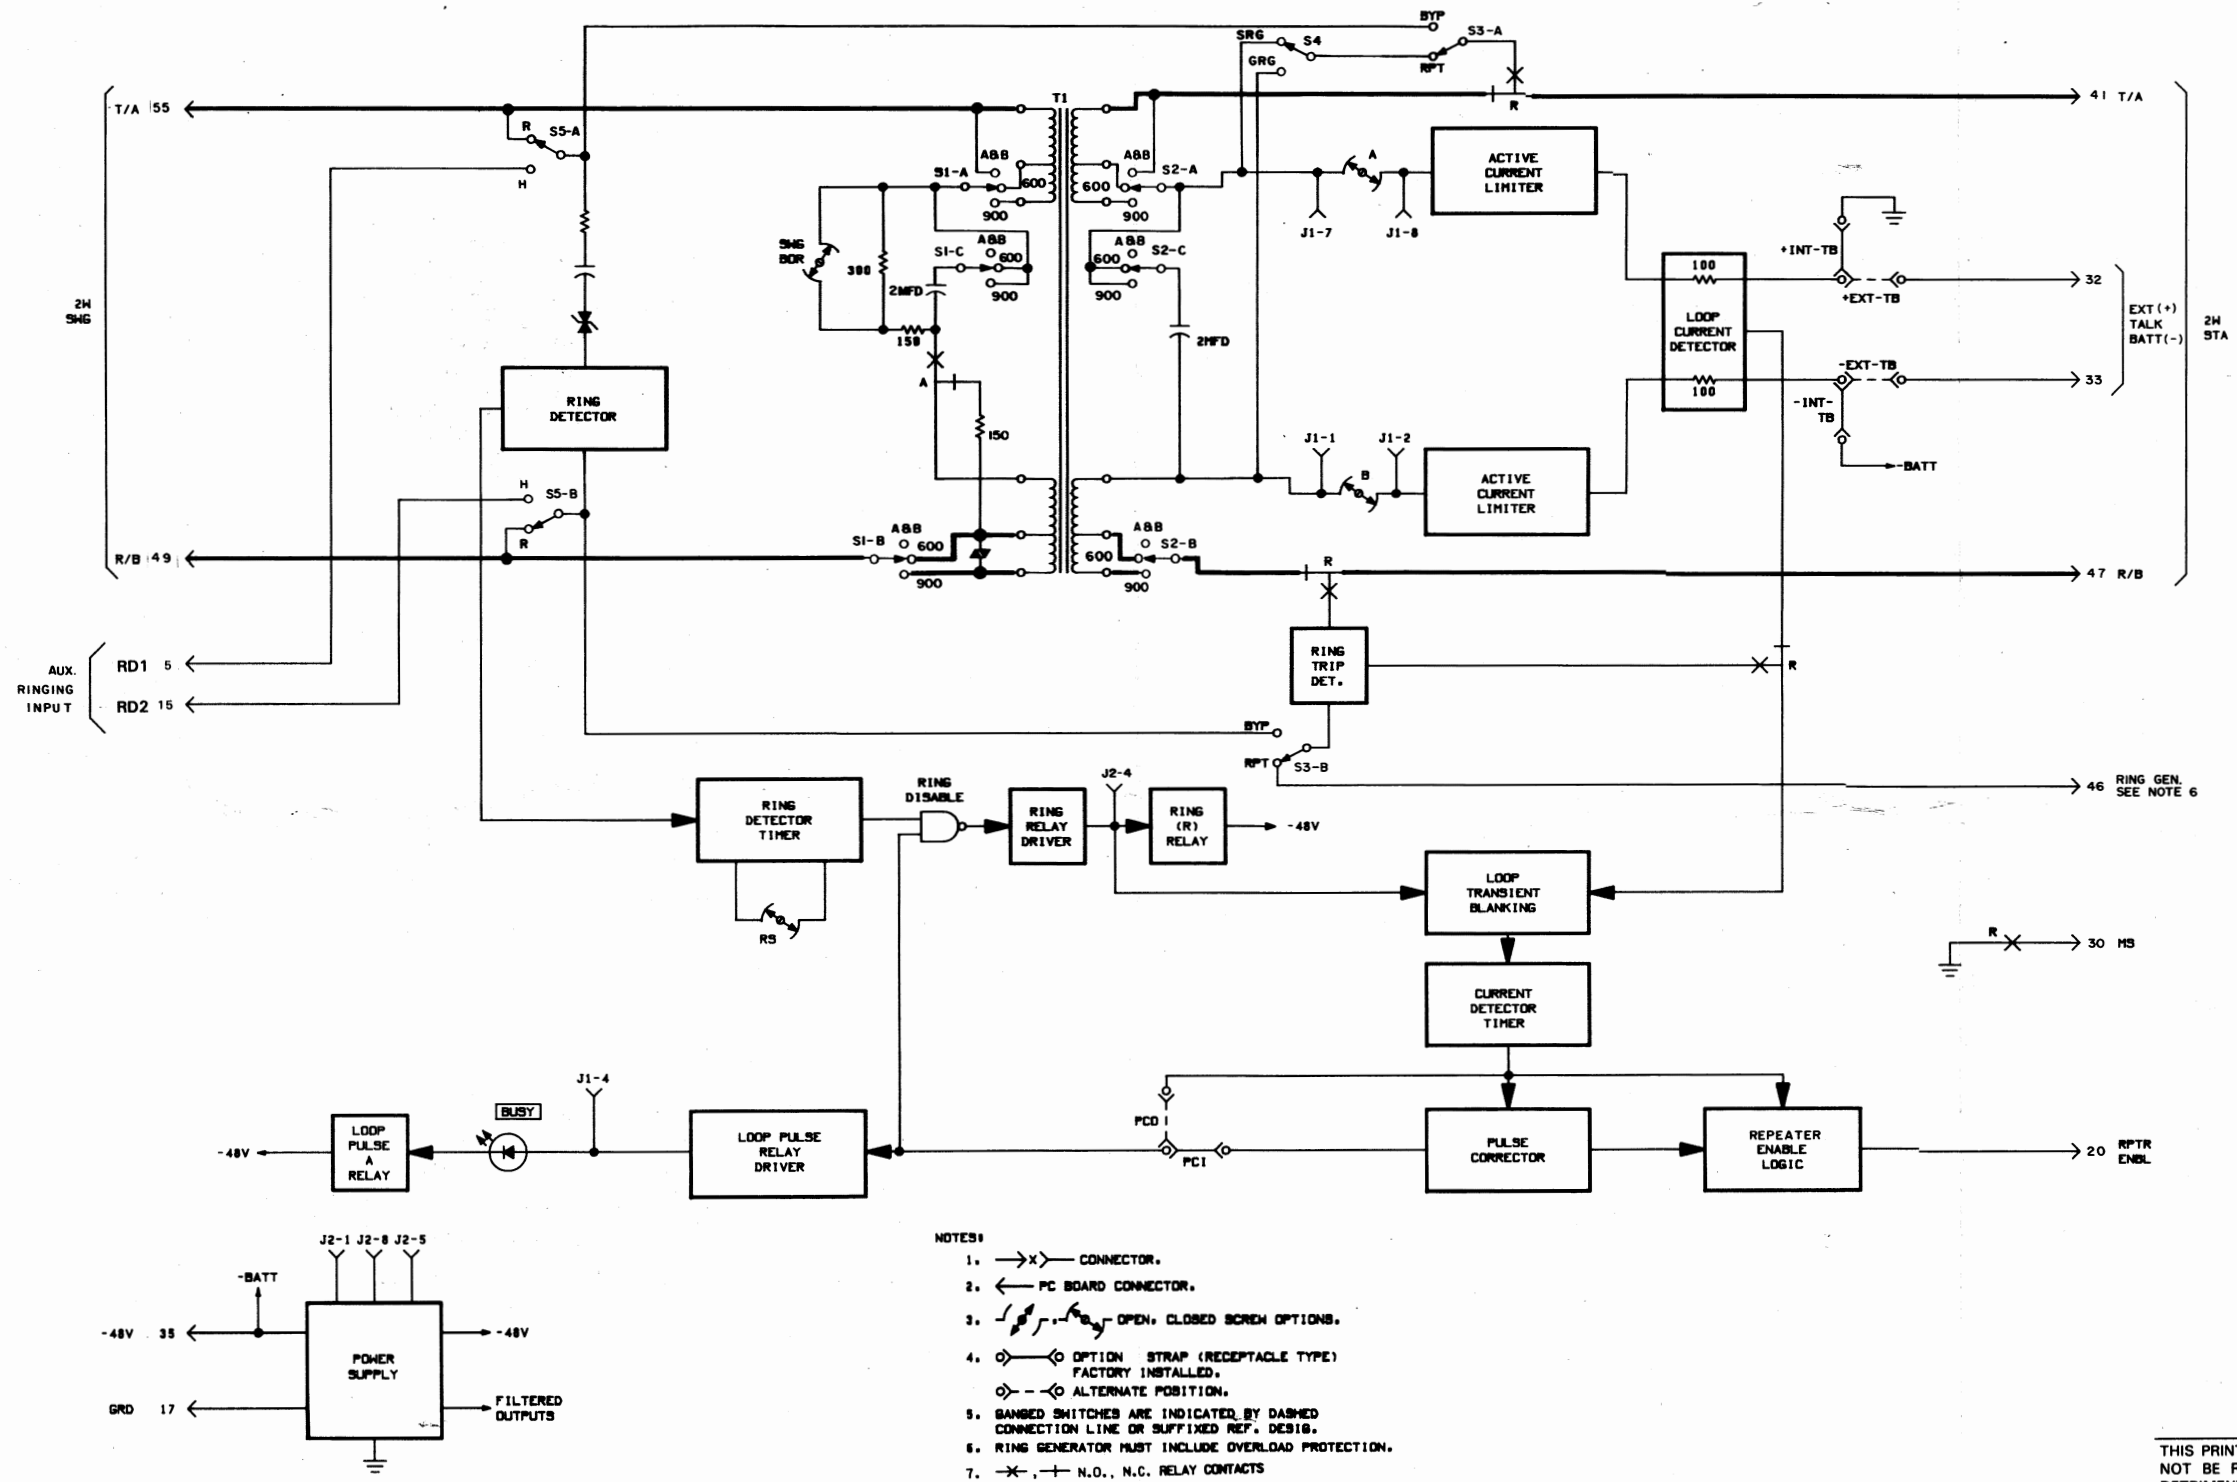 BYP
SRG
S4
S3-A
GRG
RPT
T/A 55
T1
R
41 T/A
R
S5-A
H
A&B
S1-A
600
900
A&B
S2-A
600
900
A
J1-7
J1-8
ACTIVE
CURRENT
LIMITER
SWG
BOR
S1-C
A&B
600
900
2MFD
150
A&B
S2-C
600
900
2MFD
+INT-TB
+EXT-TB
32
100
LOOP
CURRENT
DETECTOR
100
EXT (+)
TALK
BATT (-)
2W
STA
2W
SWG
-EXT-TB
33
-INT-
TB
-BATT
A
150
RING
DETECTOR
H
S5-B
R
R/B 49
S1-B
A&B
600
900
A&B
S2-B
600
900
J1-1
J1-2
B
ACTIVE
CURRENT
LIMITER
R
47 R/B
AUX.
RINGING
INPUT
RD1 5
RD2 15
RING
TRIP
DET.
R
BYP
RPT
S3-B
46 RING GEN.
SEE NOTE 6
RING
DETECTOR
TIMER
RS
RING
DISABLE
RING
RELAY
DRIVER
J2-4
RING
(R)
RELAY
-48V
LOOP
TRANSIENT
BLANKING
R
30 MS
CURRENT
DETECTOR
TIMER
-48V
LOOP
PULSE
A
RELAY
BUSY
J1-4
LOOP PULSE
RELAY
DRIVER
PCO
PCI
PULSE
CORRECTOR
REPEATER
ENABLE
LOGIC
20 RPTR
ENBL
J2-1 J2-8 J2-5
-BATT
-48V 35
GRD 17
POWER
SUPPLY
-48V
FILTERED
OUTPUTS
NOTES:
1. X CONNECTOR.
2. PC BOARD CONNECTOR.
3. , OPEN, CLOSED SCREW OPTIONS.
4. OPTION STRAP (RECEPTACLE TYPE)
FACTORY INSTALLED.
ALTERNATE POSITION.
5. GANGED SWITCHES ARE INDICATED BY DASHED
CONNECTION LINE OR SUFFIXED REF. DESIG.
6. RING GENERATOR MUST INCLUDE OVERLOAD PROTECTION.
7. , N.O., N.C. RELAY CONTACTS
THIS PRIN
NOT BE